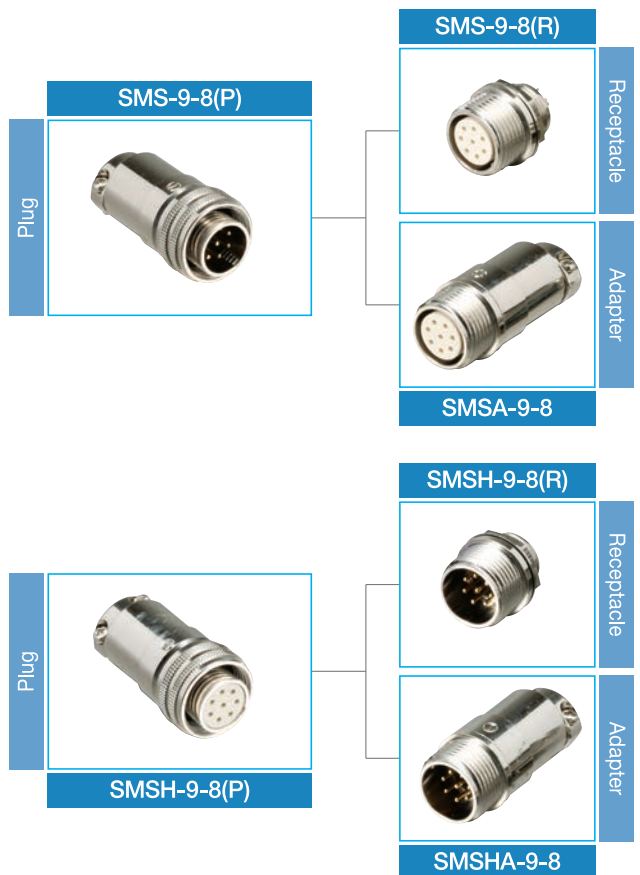 SMS-9-8(R)
Receptacle
SMS-9-8(P)
Plug
Adapter
SMSA-9-8
SMSH-9-8(R)
Receptacle
Plug
SMSH-9-8(P)
Adapter
SMSHA-9-8